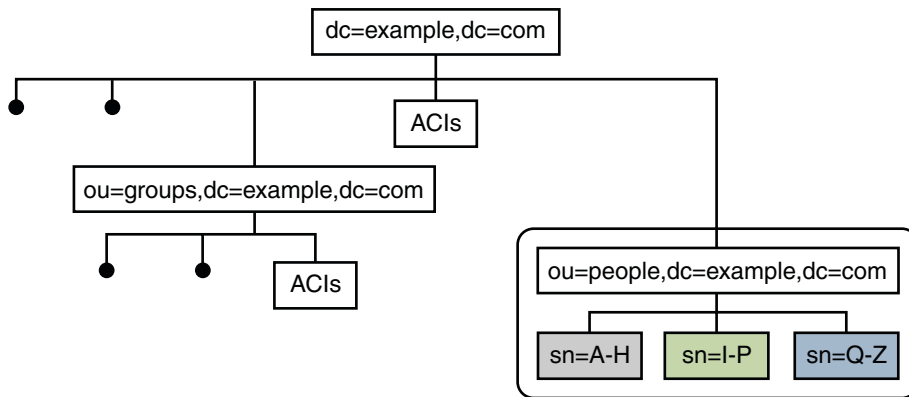 dc=example,dc=com
ACIs
ou=groups,dc=example,dc=com
ACIs
ou=people,dc=example,dc=com
sn=A-H
sn=I-P
sn=Q-Z